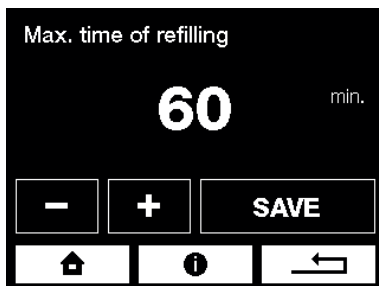 Max. time of refilling
60 min.
− + SAVE